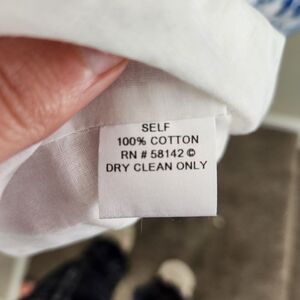 SELF
100% COTTON
RN # 58142 ©
DRY CLEAN ONLY